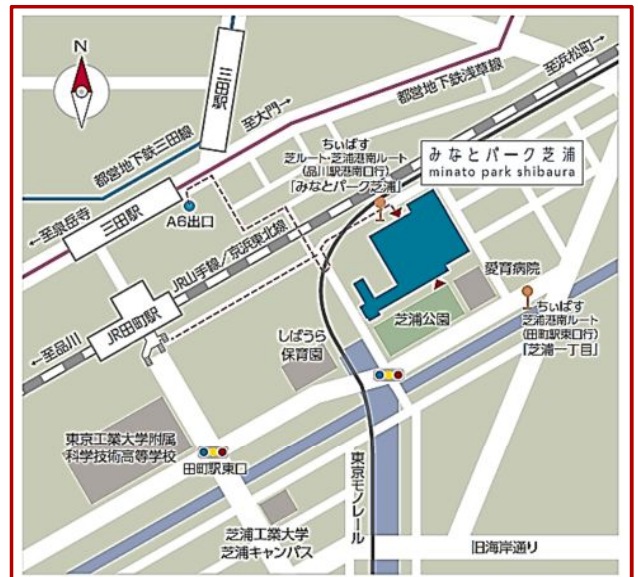 N
三田駅
至大門→
都営地下鉄浅草線
至浜松町→
都営地下鉄三田線
ちぃばす
芝ルート・芝浦港南ルート
(品川駅港南口行)
「みなとパーク芝浦」
みなとパーク芝浦
minato park shibaura
←至泉岳寺
三田駅
A6出口
JR山手線/京浜東北線
JR田町駅
←至品川
愛育病院
芝浦公園
ちぃばす
芝浦港南ルート
(田町駅東口行)
「芝浦一丁目」
しばうら
保育園
東京工業大学附属
科学技術高等学校
田町駅東口
東京モノレール
芝浦工業大学
芝浦キャンパス
旧海岸通り